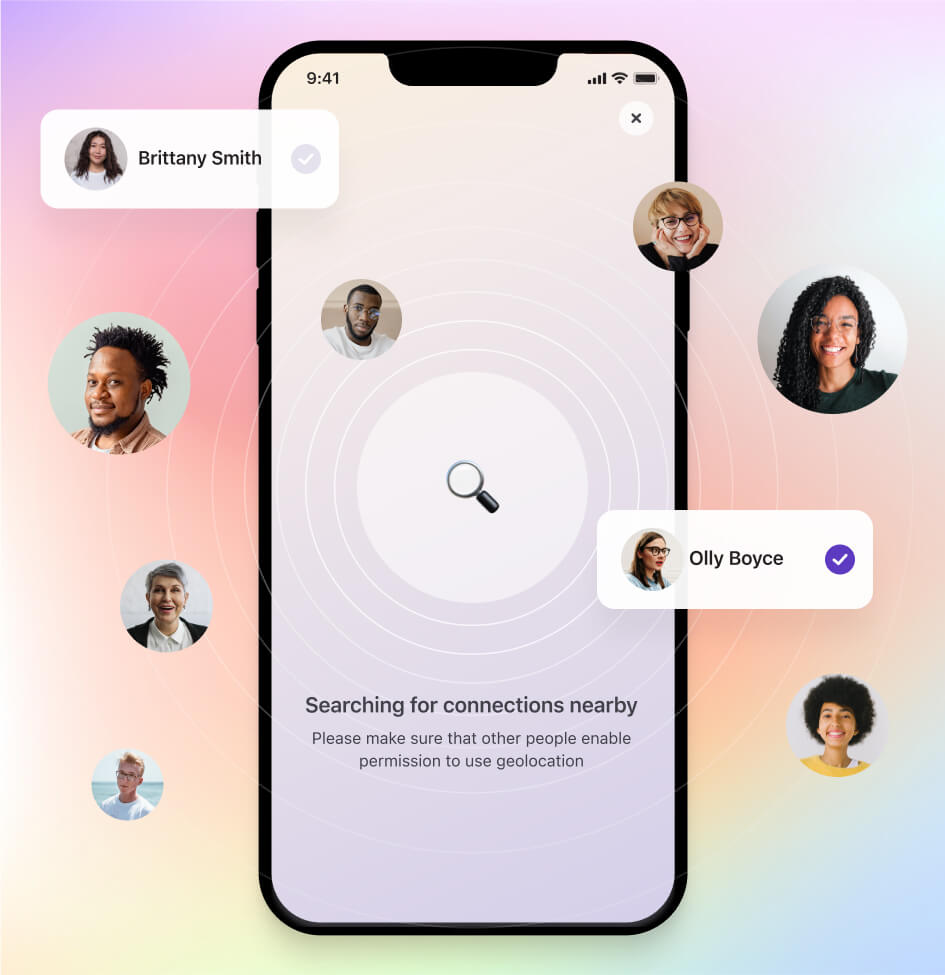 9:41
Brittany Smith
Olly Boyce
Searching for connections nearby
Please make sure that other people enable
permission to use geolocation